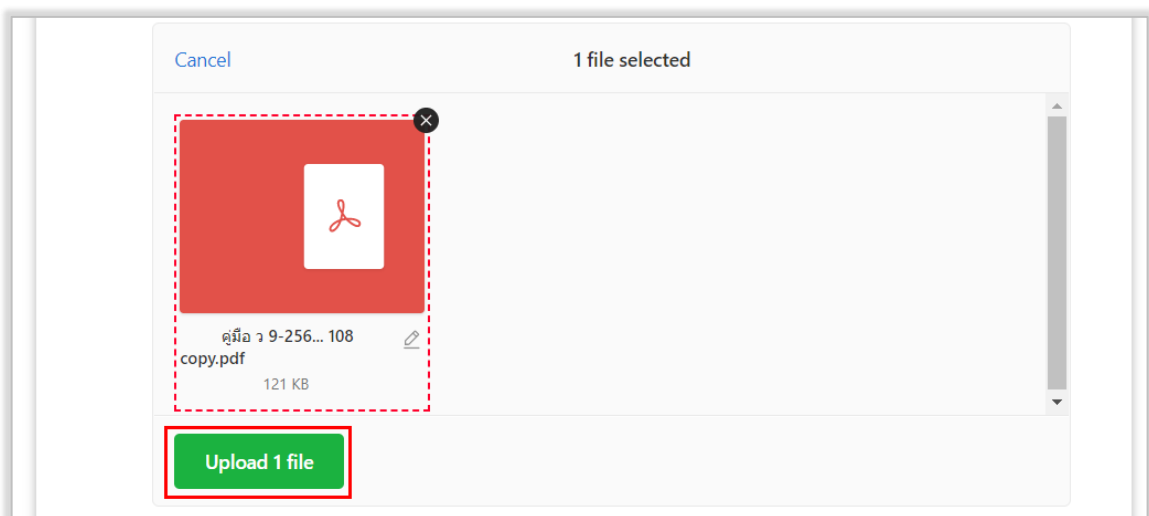 Cancel
1 file selected
คู่มือ ว 9-256... 108
copy.pdf
121 KB
Upload 1 file